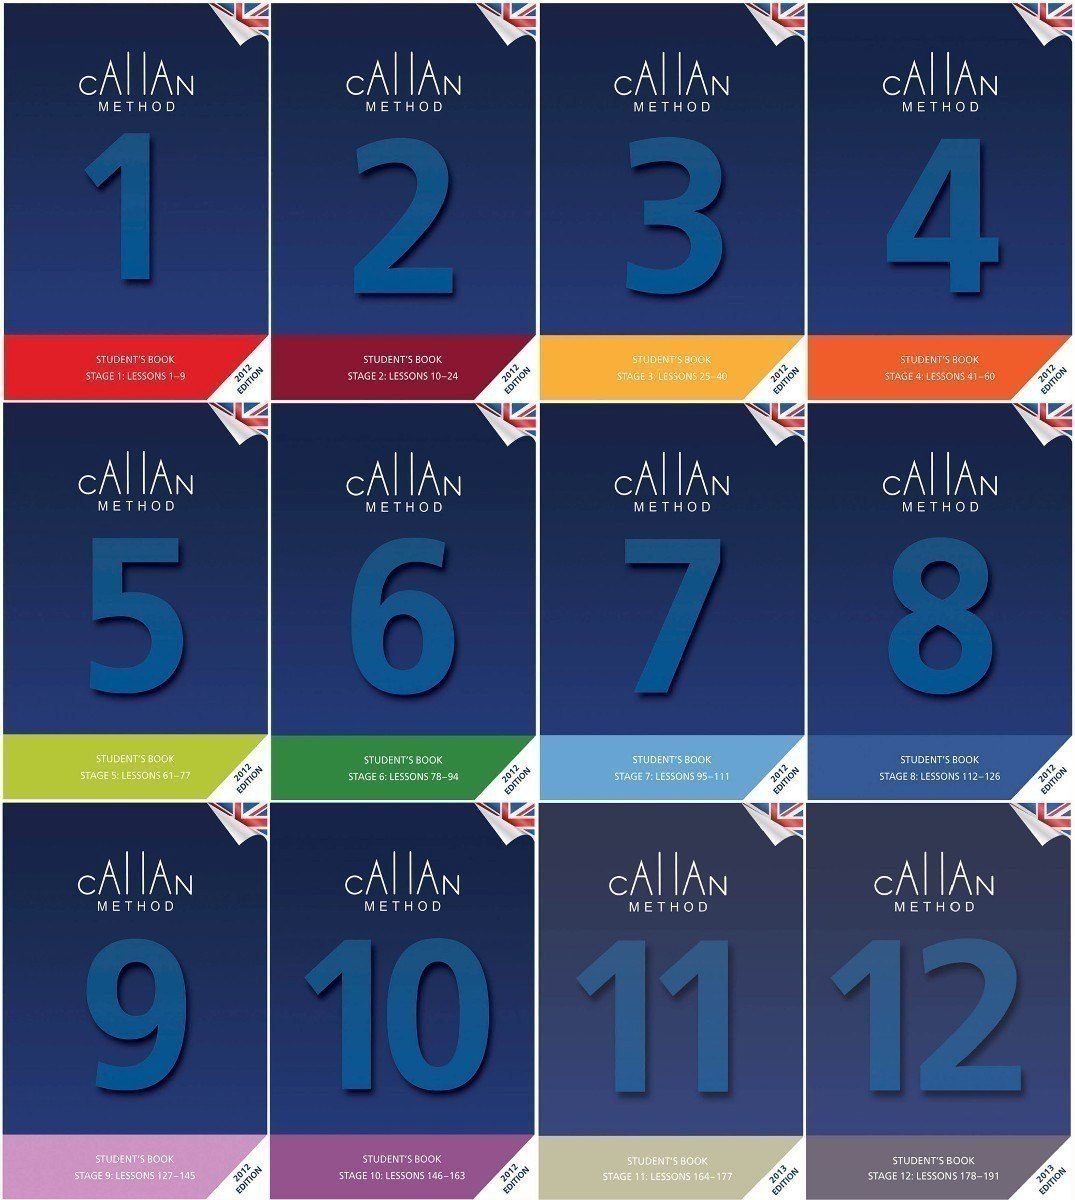 cAllAN
METHOD
1
STUDENT'S BOOK
STAGE 1: LESSONS 1–9
2012
EDITION
cAllAN
METHOD
2
STUDENT'S BOOK
STAGE 2: LESSONS 10–24
2012
EDITION
cAllAN
METHOD
3
STUDENT'S BOOK
STAGE 3: LESSONS 25–40
2012
EDITION
cAllAN
METHOD
4
STUDENT'S BOOK
STAGE 4: LESSONS 41–60
2012
EDITION
cAllAN
METHOD
5
STUDENT'S BOOK
STAGE 5: LESSONS 61–77
2012
EDITION
cAllAN
METHOD
6
STUDENT'S BOOK
STAGE 6: LESSONS 78–94
2012
EDITION
cAllAN
METHOD
7
STUDENT'S BOOK
STAGE 7: LESSONS 95–111
2012
EDITION
cAllAN
METHOD
8
STUDENT'S BOOK
STAGE 8: LESSONS 112–126
2012
EDITION
cAllAN
METHOD
9
STUDENT'S BOOK
STAGE 9: LESSONS 127–145
2012
EDITION
cAllAN
METHOD
10
STUDENT'S BOOK
STAGE 10: LESSONS 146–163
2012
EDITION
cAllAN
METHOD
11
STUDENT'S BOOK
STAGE 11: LESSONS 164–177
2013
EDITION
cAllAN
METHOD
12
STUDENT'S BOOK
STAGE 12: LESSONS 178–191
2013
EDITION